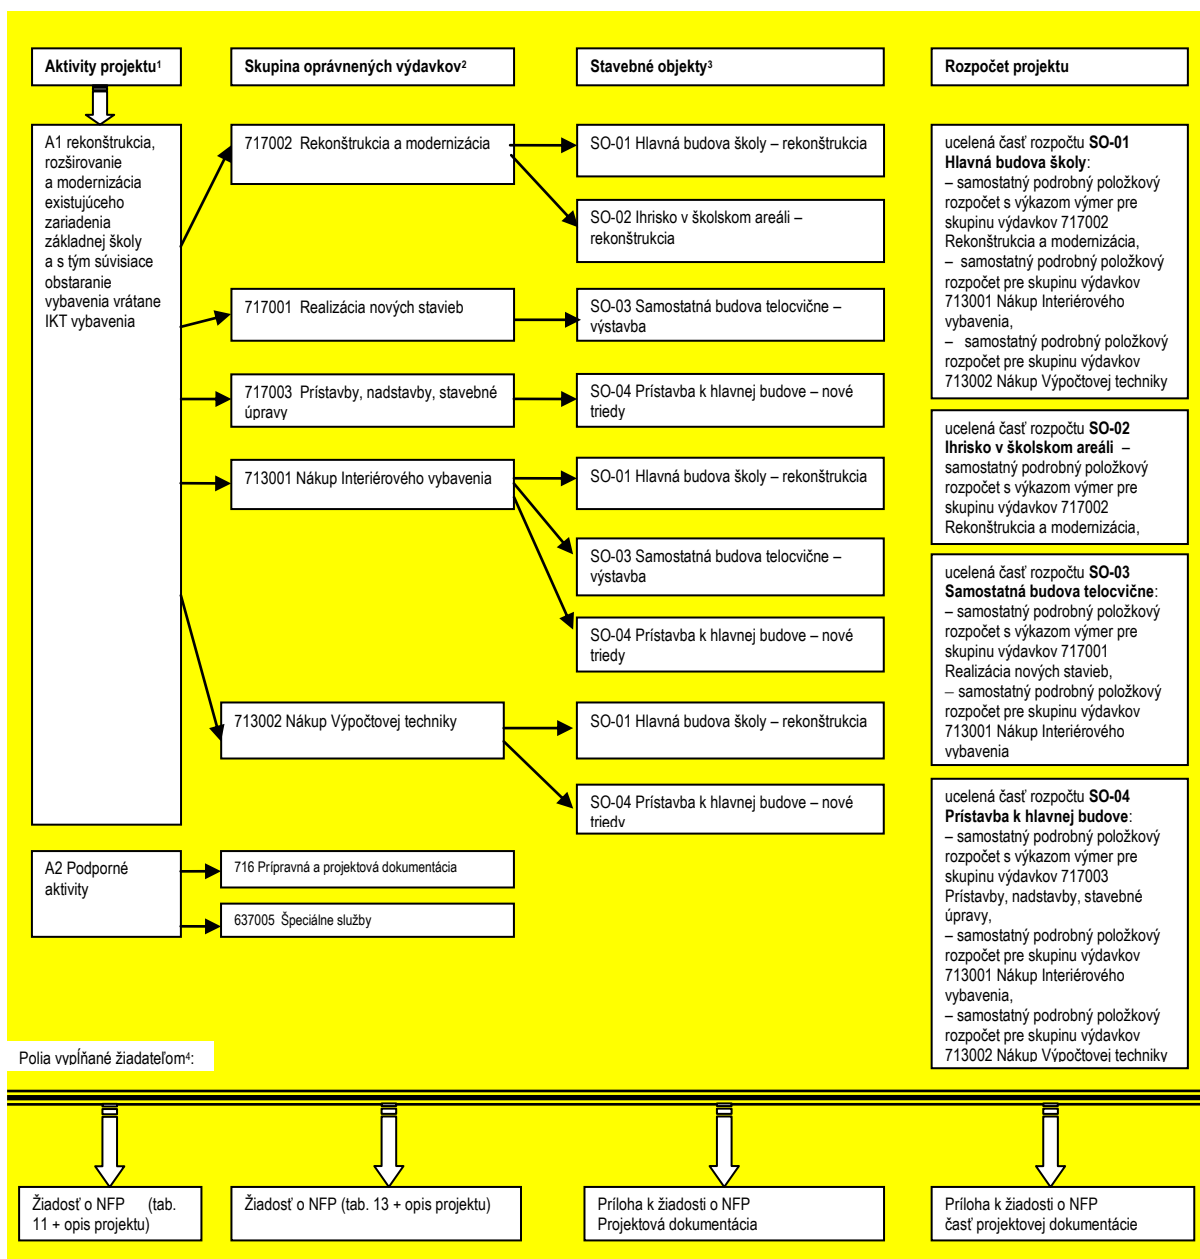 Aktivity projektu¹
Skupina oprávnených výdavkov²
Stavebné objekty³
Rozpočet projektu
A1 rekonštrukcia,
rozširovanie
a modernizácia
existujúceho
zariadenia
základnej školy
a s tým súvisiace
obstaranie
vybavenia vrátane
IKT vybavenia
717002 Rekonštrukcia a modernizácia
717001 Realizácia nových stavieb
717003 Prístavby, nadstavby, stavebné
úpravy
713001 Nákup Interiérového vybavenia
713002 Nákup Výpočtovej techniky
SO-01 Hlavná budova školy – rekonštrukcia
SO-02 Ihrisko v školskom areáli –
rekonštrukcia
SO-03 Samostatná budova telocvične –
výstavba
SO-04 Prístavba k hlavnej budove – nové
triedy
SO-01 Hlavná budova školy – rekonštrukcia
SO-03 Samostatná budova telocvične –
výstavba
SO-04 Prístavba k hlavnej budove – nové
triedy
SO-01 Hlavná budova školy – rekonštrukcia
SO-04 Prístavba k hlavnej budove – nové
triedy
ucelená časť rozpočtu SO-01
Hlavná budova školy:
– samostatný podrobný položkový
rozpočet s výkazom výmer pre
skupinu výdavkov 717002
Rekonštrukcia a modernizácia,
– samostatný podrobný položkový
rozpočet pre skupinu výdavkov
713001 Nákup Interiérového
vybavenia,
– samostatný podrobný položkový
rozpočet pre skupinu výdavkov
713002 Nákup Výpočtovej techniky
ucelená časť rozpočtu SO-02
Ihrisko v školskom areáli –
samostatný podrobný položkový
rozpočet s výkazom výmer pre
skupinu výdavkov 717002
Rekonštrukcia a modernizácia,
ucelená časť rozpočtu SO-03
Samostatná budova telocvične:
– samostatný podrobný položkový
rozpočet s výkazom výmer pre
skupinu výdavkov 717001
Realizácia nových stavieb,
– samostatný podrobný položkový
rozpočet pre skupinu výdavkov
713001 Nákup Interiérového
vybavenia
ucelená časť rozpočtu SO-04
Prístavba k hlavnej budove:
– samostatný podrobný položkový
rozpočet s výkazom výmer pre
skupinu výdavkov 717003
Prístavby, nadstavby, stavebné
úpravy,
– samostatný podrobný položkový
rozpočet pre skupinu výdavkov
713001 Nákup Interiérového
vybavenia,
– samostatný podrobný položkový
rozpočet pre skupinu výdavkov
713002 Nákup Výpočtovej techniky
A2 Podporné
aktivity
716 Prípravná a projektová dokumentácia
637005 Špeciálne služby
Polia vypĺňané žiadateľom⁴:
Žiadosť o NFP (tab.
11 + opis projektu)
Žiadosť o NFP (tab. 13 + opis projektu)
Príloha k žiadosti o NFP
Projektová dokumentácia
Príloha k žiadosti o NFP
časť projektovej dokumentácie